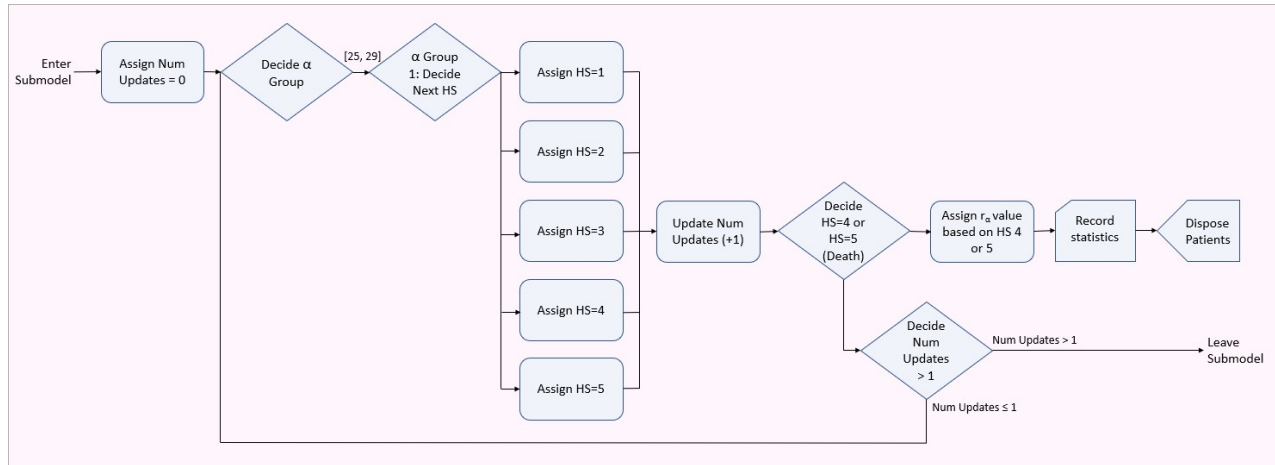 Enter
Submodel
Assign Num
Updates = 0
Decide α
Group
[25, 29]
α Group
1: Decide
Next HS
Assign HS=1
Assign HS=2
Assign HS=3
Assign HS=4
Assign HS=5
Update Num
Updates (+1)
Decide
HS=4 or
HS=5
(Death)
Assign rα value
based on HS 4
or 5
Record
statistics
Dispose
Patients
Decide
Num
Updates
> 1
Num Updates > 1
Leave
Submodel
Num Updates ≤ 1